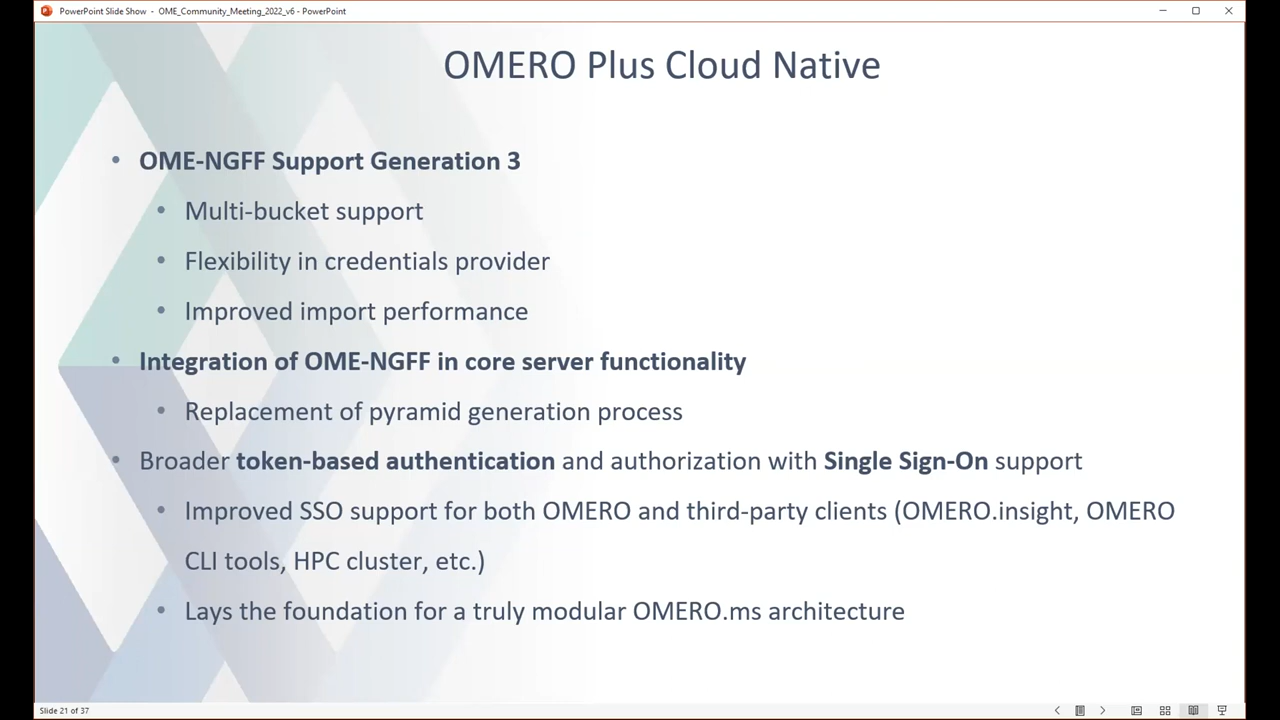 PowerPoint Slide Show - OME_Community_Meeting_2022_v6 - PowerPoint
OMERO Plus Cloud Native
• OME-NGFF Support Generation 3
• Multi-bucket support
• Flexibility in credentials provider
• Improved import performance
• Integration of OME-NGFF in core server functionality
• Replacement of pyramid generation process
• Broader token-based authentication and authorization with Single Sign-On support
• Improved SSO support for both OMERO and third-party clients (OMERO.insight, OMERO
CLI tools, HPC cluster, etc.)
• Lays the foundation for a truly modular OMERO.ms architecture
Slide 21 of 37